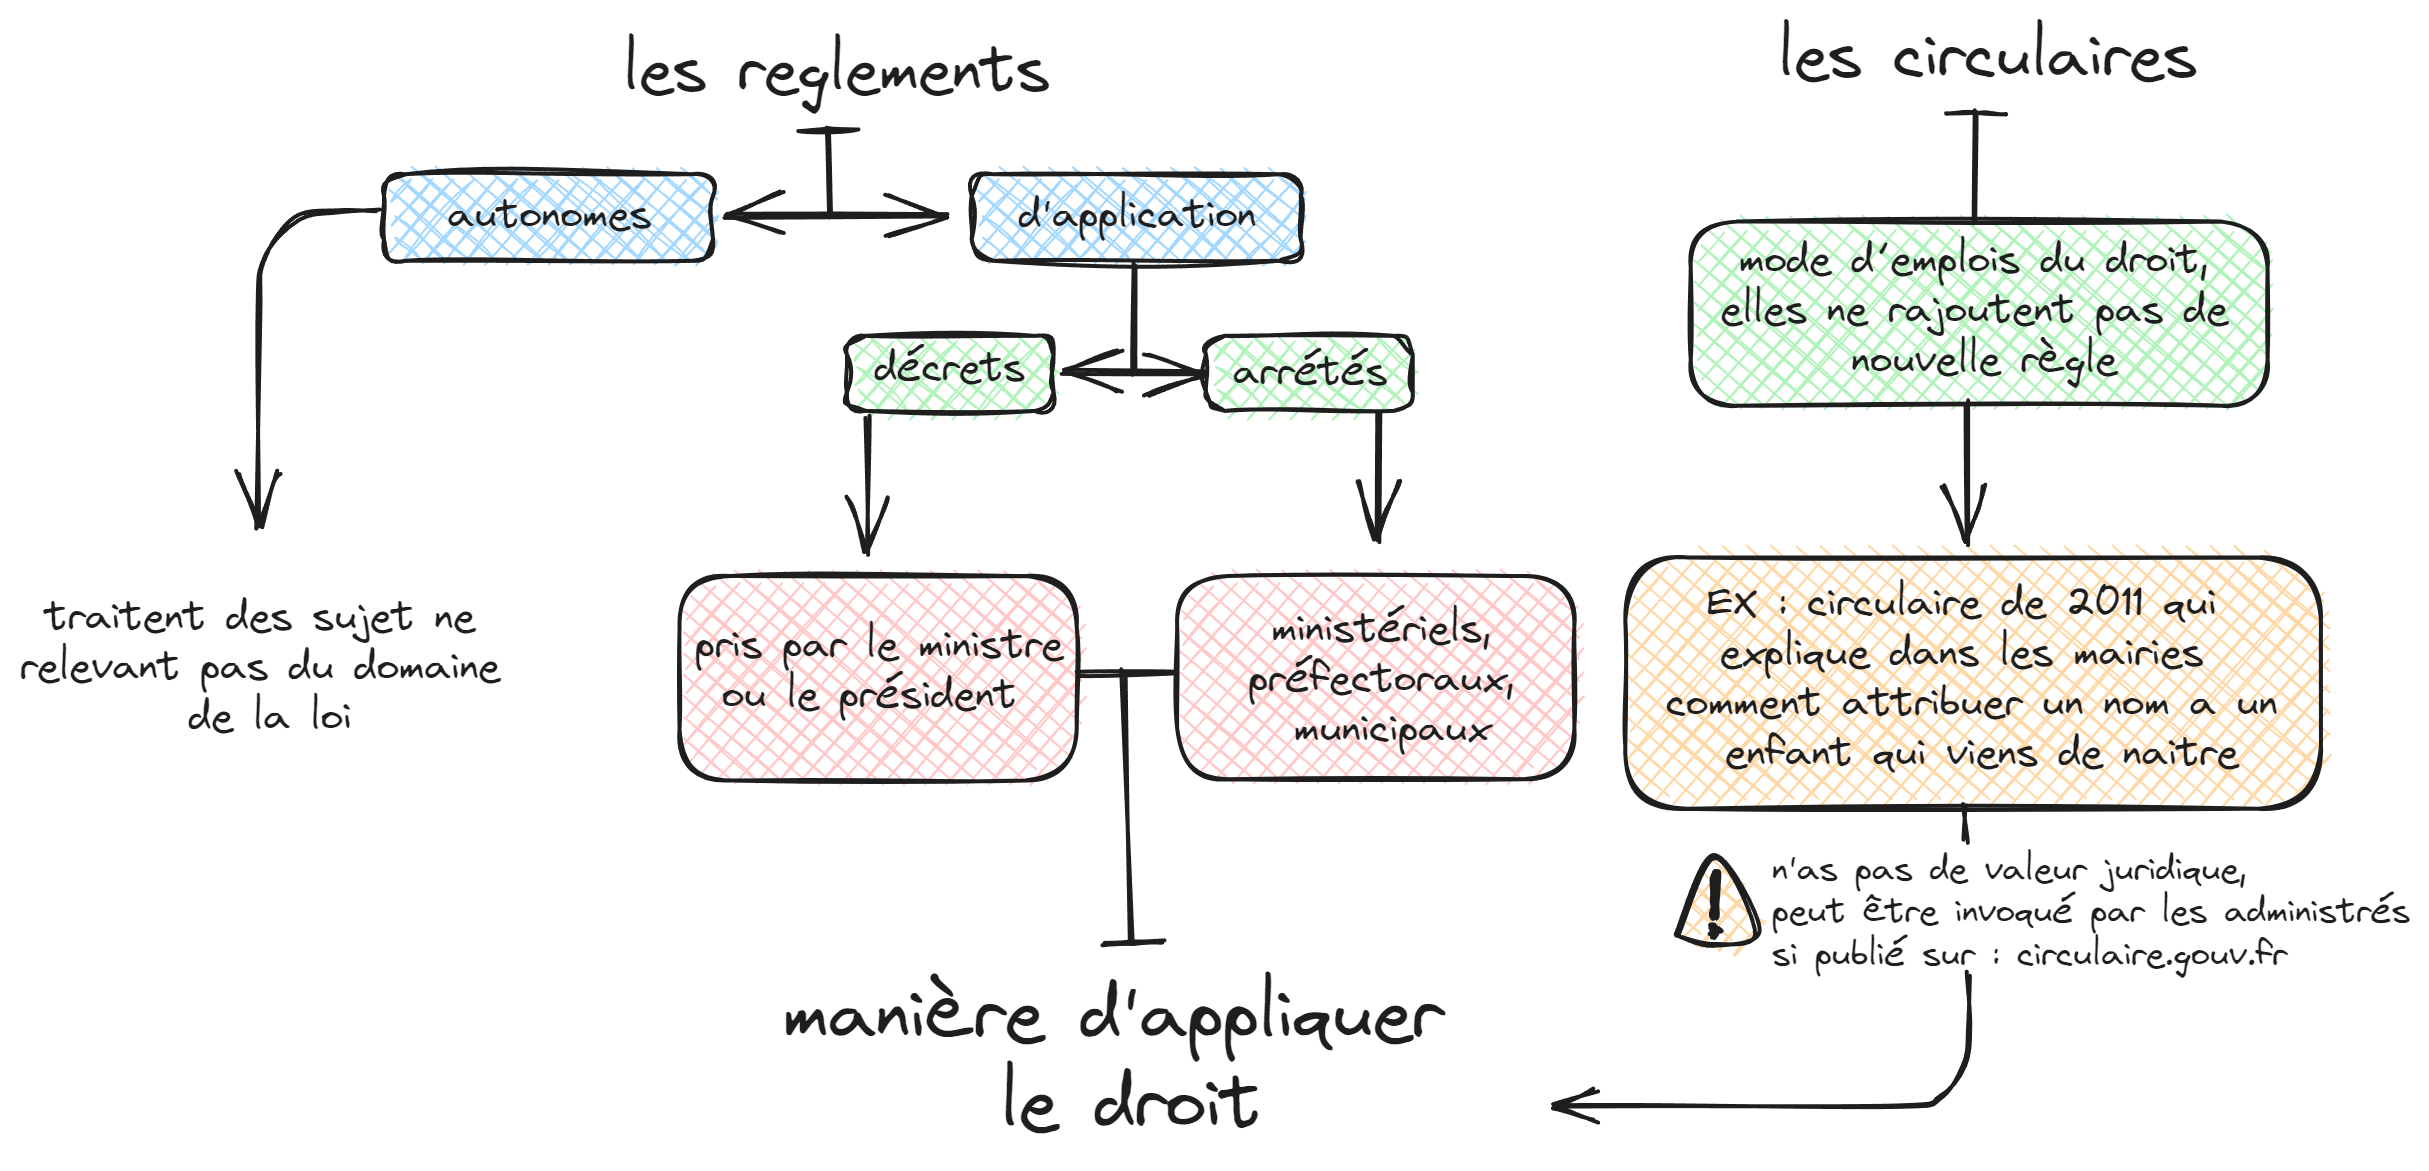 les reglements
autonomes
d'application
décrets
arrétés
traitent des sujet ne
relevant pas du domaine
de la loi
pris par le ministre
ou le président
ministériels,
préfectoraux,
municipaux
manière d'appliquer
le droit
les circulaires
mode d'emplois du droit,
elles ne rajoutent pas de
nouvelle règle
EX : circulaire de 2011 qui
explique dans les mairies
comment attribuer un nom a un
enfant qui viens de naitre
n'as pas de valeur juridique,
peut être invoqué par les administrés
si publié sur : circulaire.gouv.fr